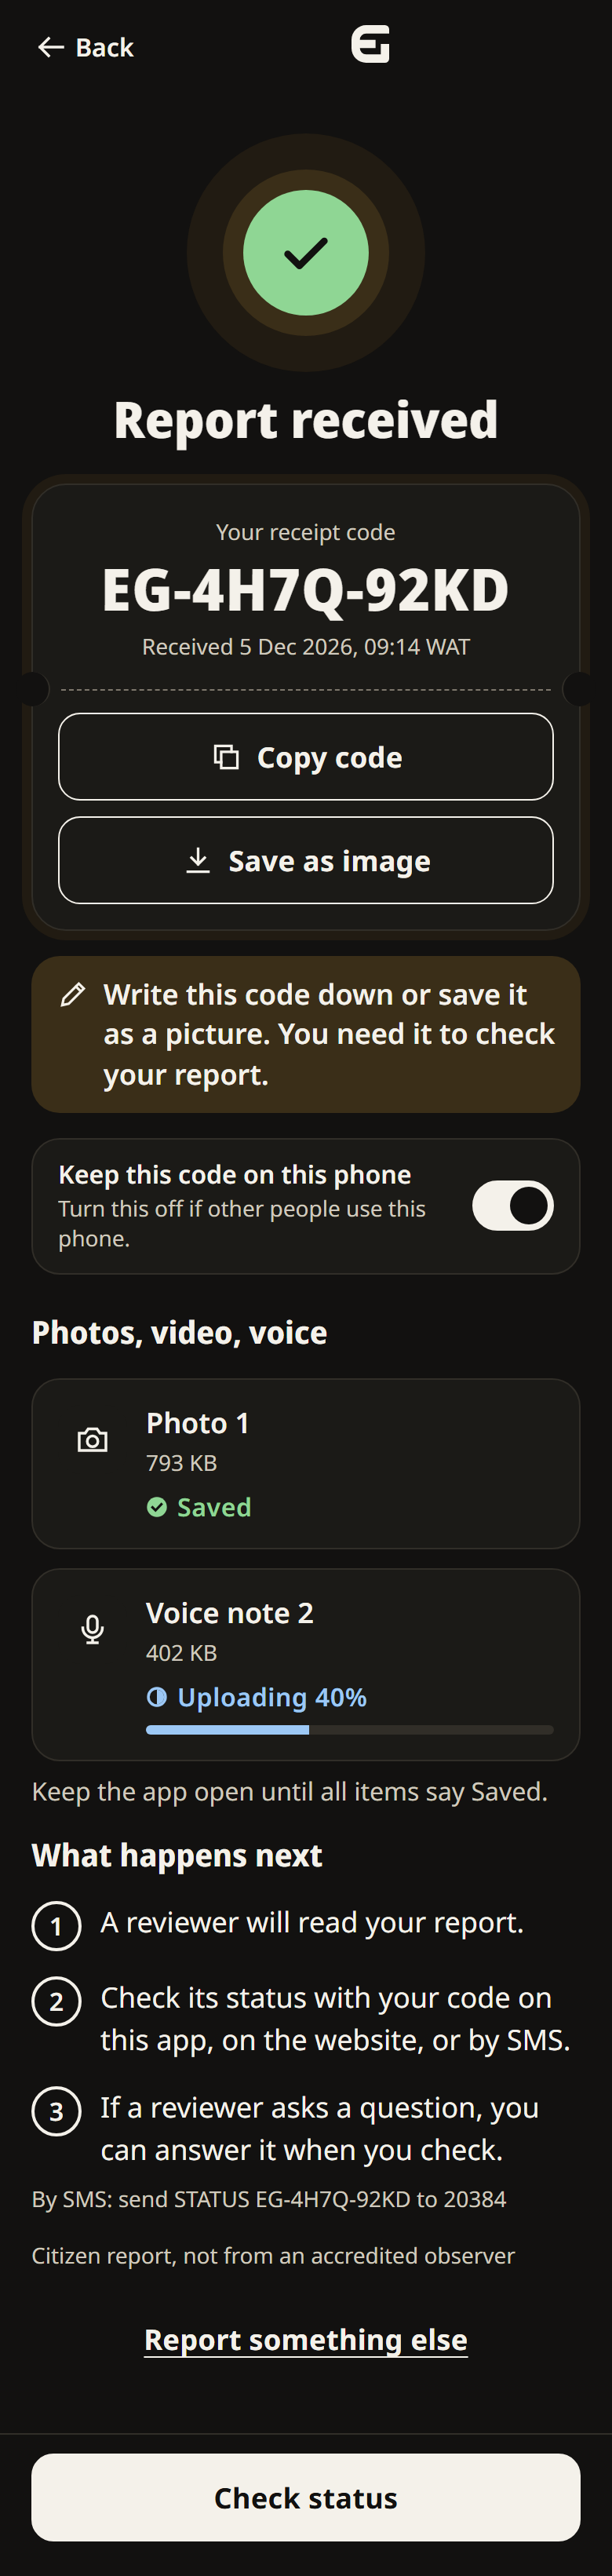 Back
Report received
Your receipt code
EG-4H7Q-92KD
Received 5 Dec 2026, 09:14 WAT
Copy code
Save as image
Write this code down or save it
as a picture. You need it to check
your report.
Keep this code on this phone
Turn this off if other people use this
phone.
Photos, video, voice
Photo 1
793 KB
Saved
Voice note 2
402 KB
Uploading 40%
Keep the app open until all items say Saved.
What happens next
1 A reviewer will read your report.
2 Check its status with your code on
this app, on the website, or by SMS.
3 If a reviewer asks a question, you
can answer it when you check.
By SMS: send STATUS EG-4H7Q-92KD to 20384
Citizen report, not from an accredited observer
Report something else
Check status